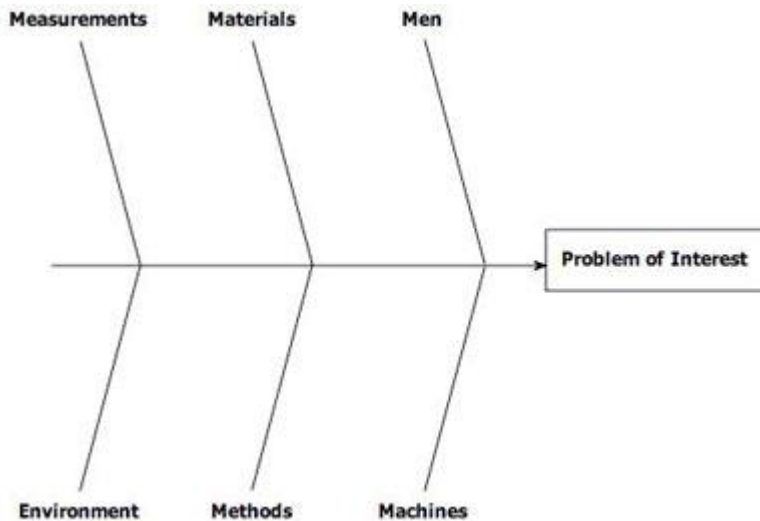 Measurements
Materials
Men
Problem of Interest
Environment
Methods
Machines